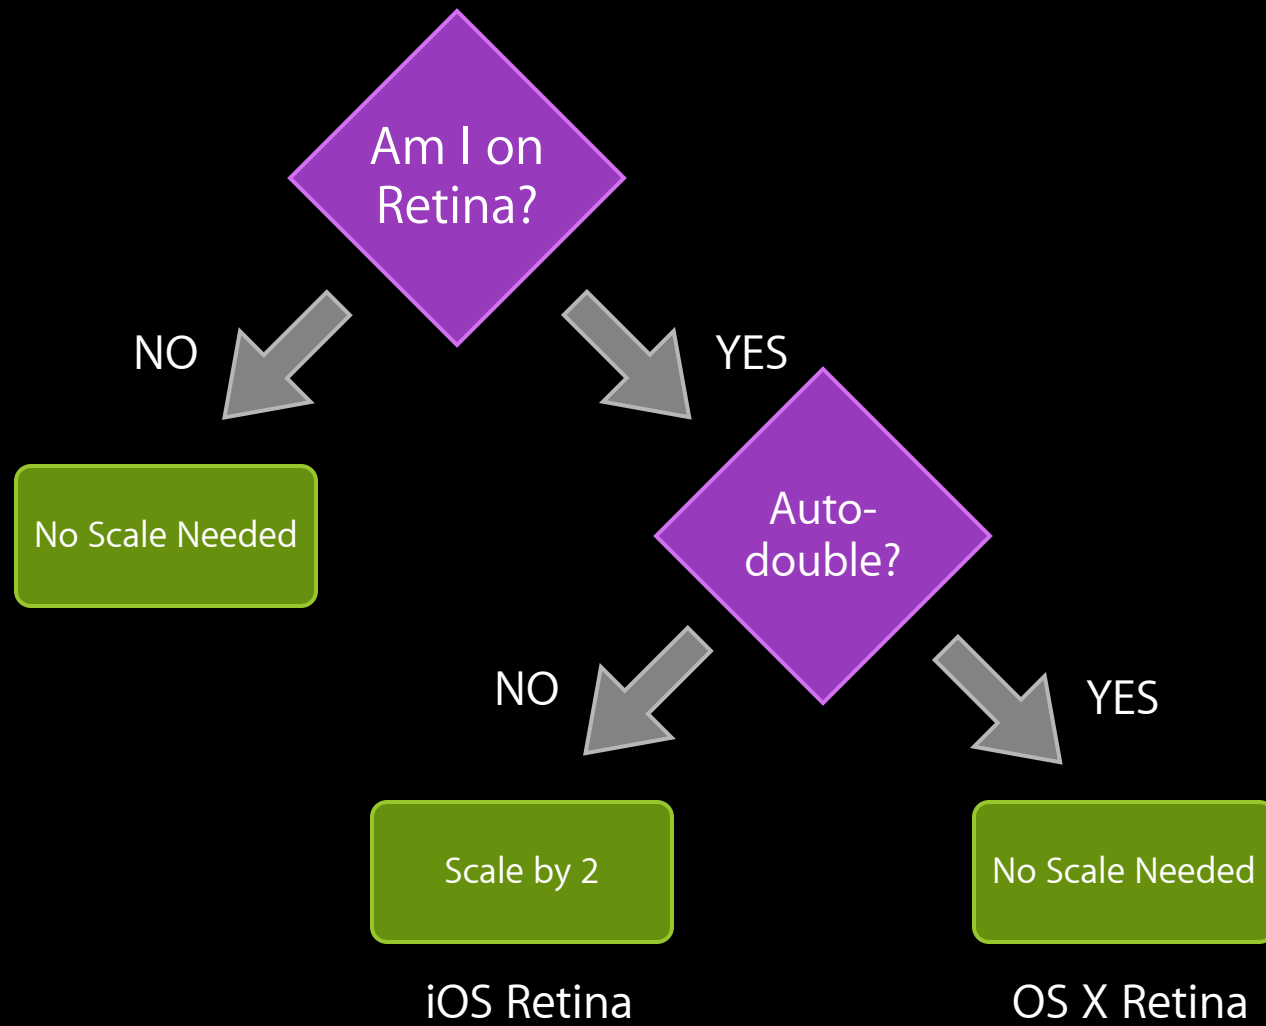 Am I on
Retina?
NO
YES
No Scale Needed
Auto-
double?
NO
YES
Scale by 2
No Scale Needed
iOS Retina
OS X Retina